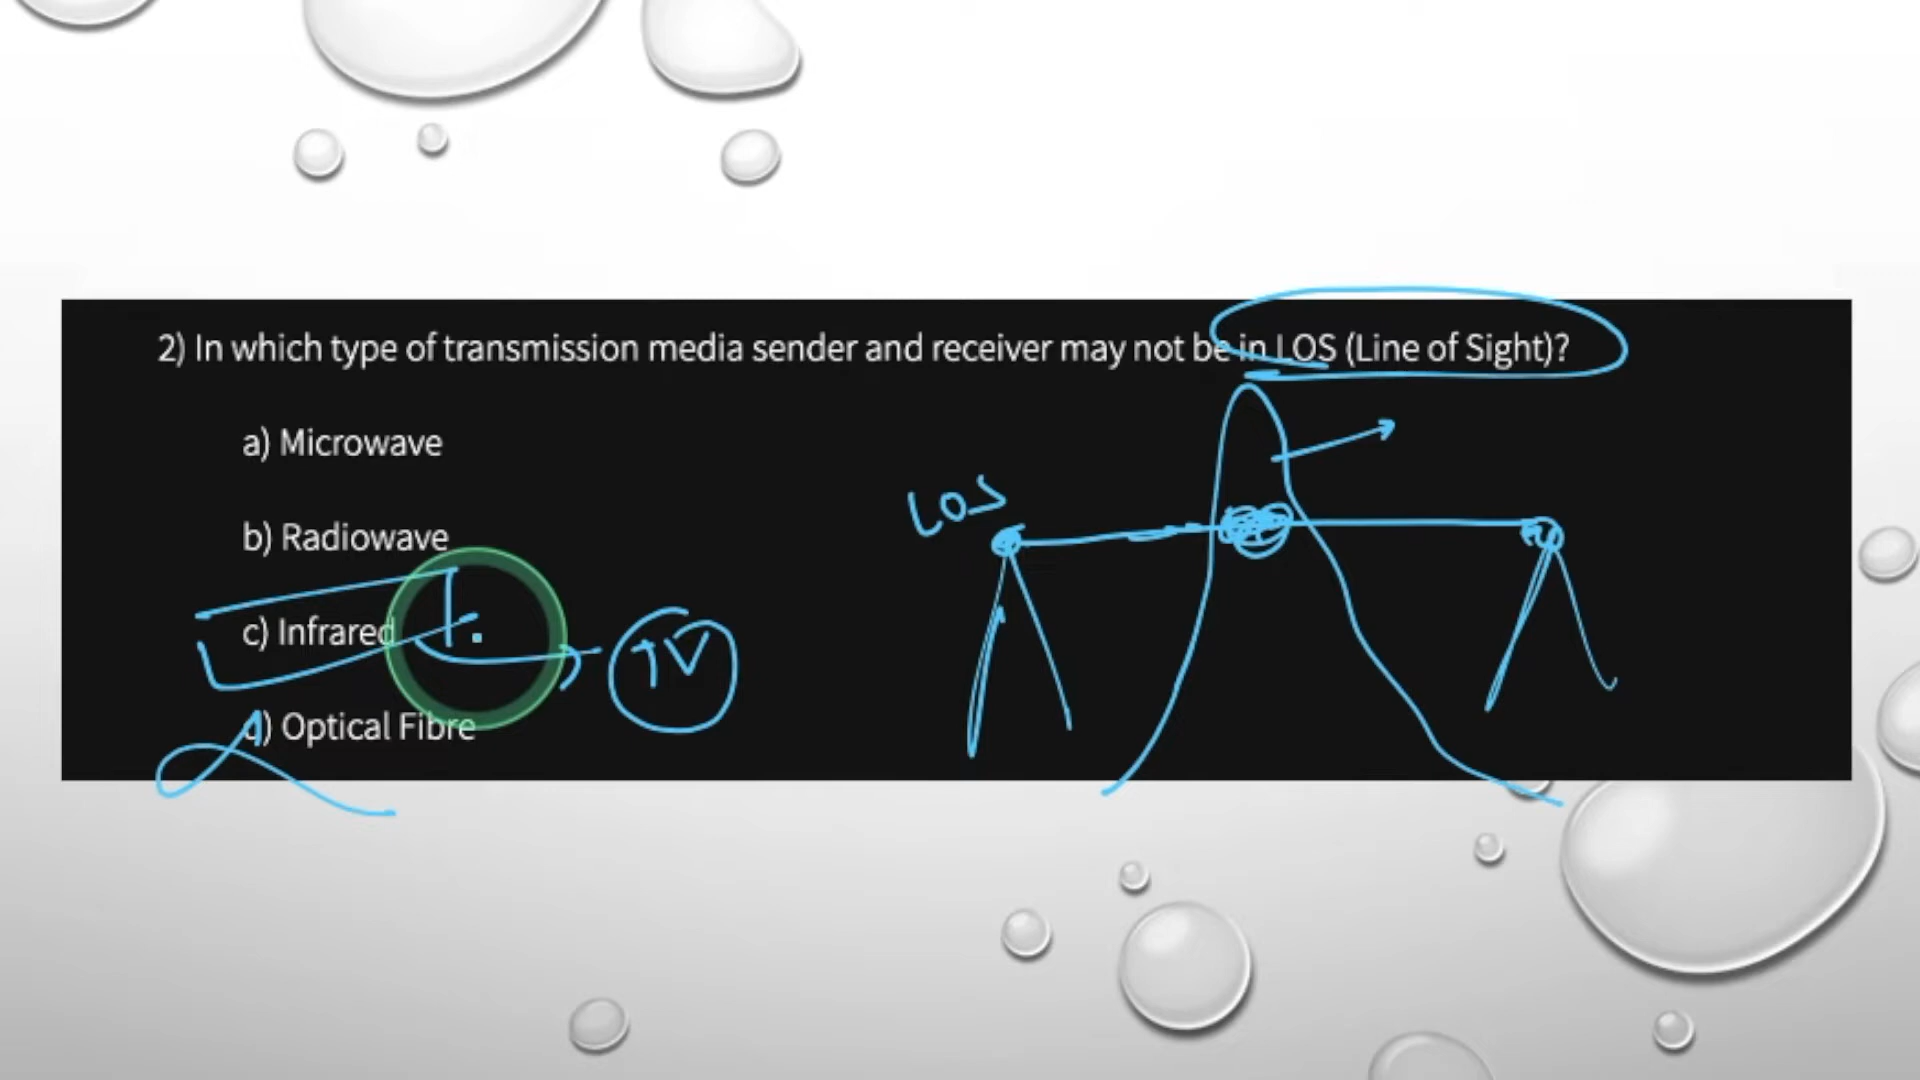 2) In which type of transmission media sender and receiver may not be in LOS (Line of Sight)?
a) Microwave
LOS
b) Radiowave
c) Infrared
TV
d) Optical Fibre